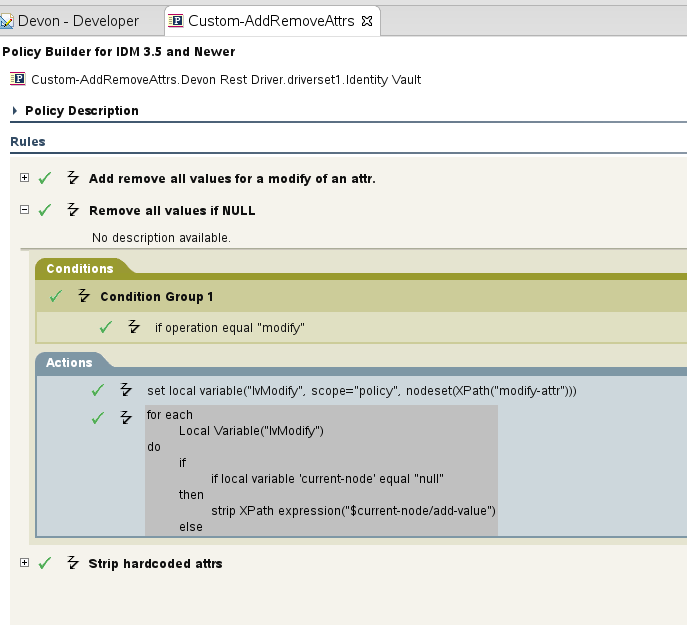 Devon - Developer
Custom-AddRemoveAttrs
Policy Builder for IDM 3.5 and Newer
Custom-AddRemoveAttrs.Devon Rest Driver.driverset1.Identity Vault
Policy Description
Rules
Add remove all values for a modify of an attr.
Remove all values if NULL
No description available.
Conditions
Condition Group 1
if operation equal "modify"
Actions
set local variable("lvModify", scope="policy", nodeset(XPath("modify-attr")))
for each
Local Variable("lvModify")
do
if
if local variable 'current-node' equal "null"
then
strip XPath expression("$current-node/add-value")
else
Strip hardcoded attrs